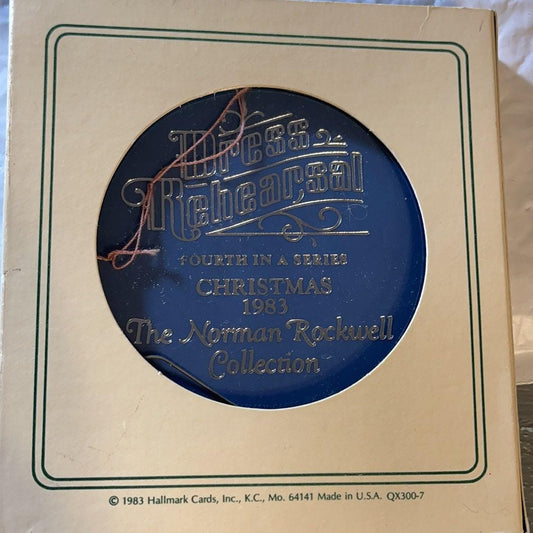 Dress
Rehearsal
FOURTH IN A SERIES
CHRISTMAS
1983
The Norman Rockwell
Collection
© 1983 Hallmark Cards, Inc., K.C., Mo. 64141 Made in U.S.A. QX300-7